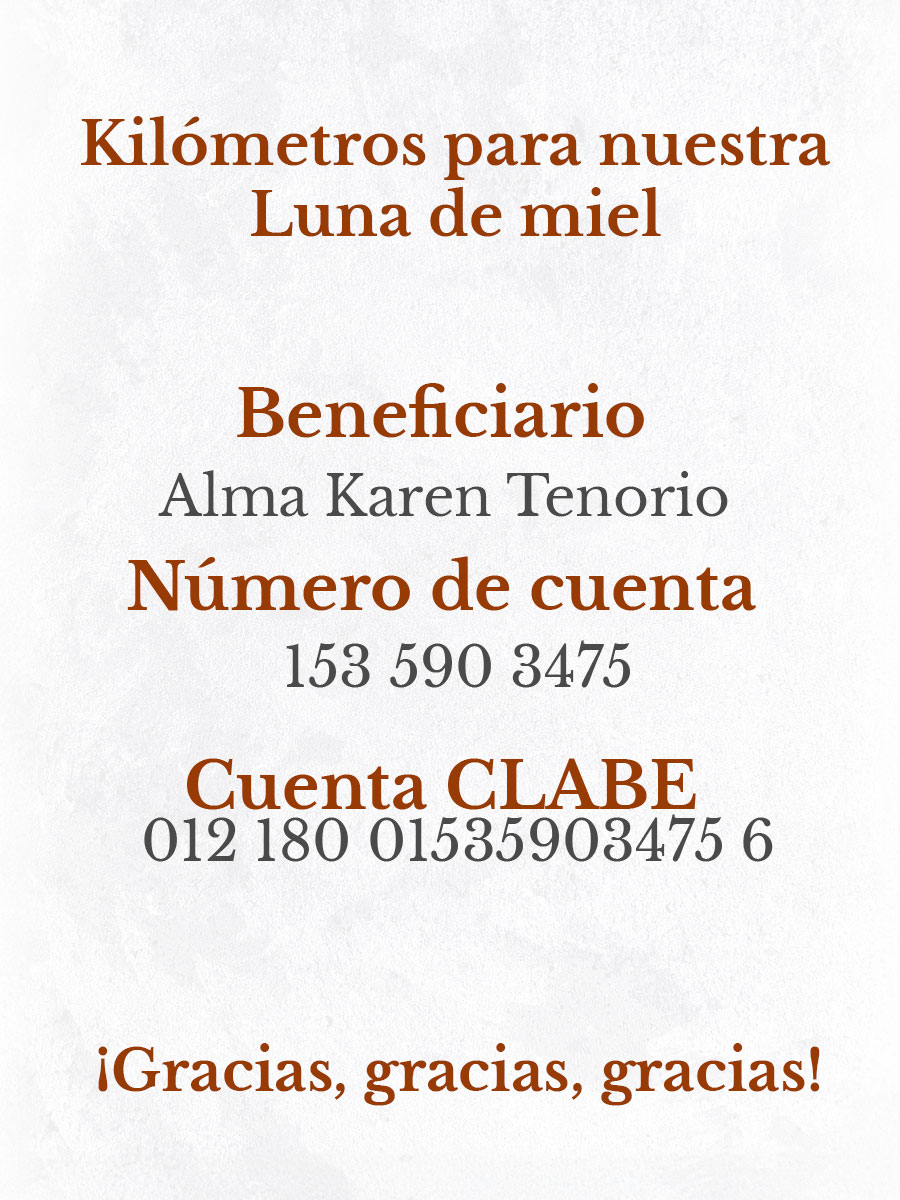 Kilómetros para nuestra
Luna de miel
Beneficiario
Alma Karen Tenorio
Número de cuenta
153 590 3475
Cuenta CLABE
012 180 01535903475 6
¡Gracias, gracias, gracias!